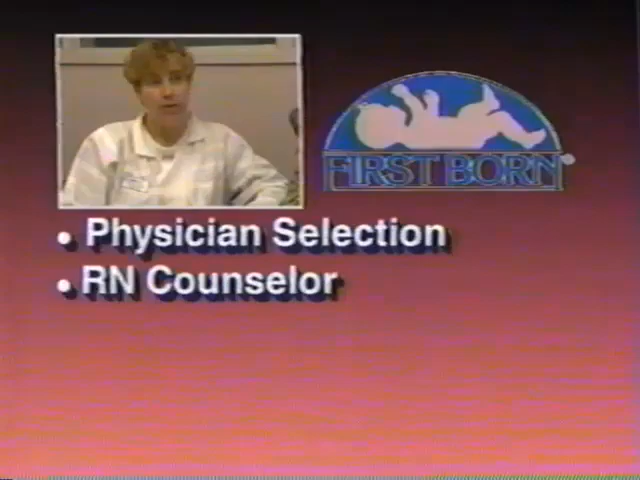 FIRST BORN
• Physician Selection
• RN Counselor